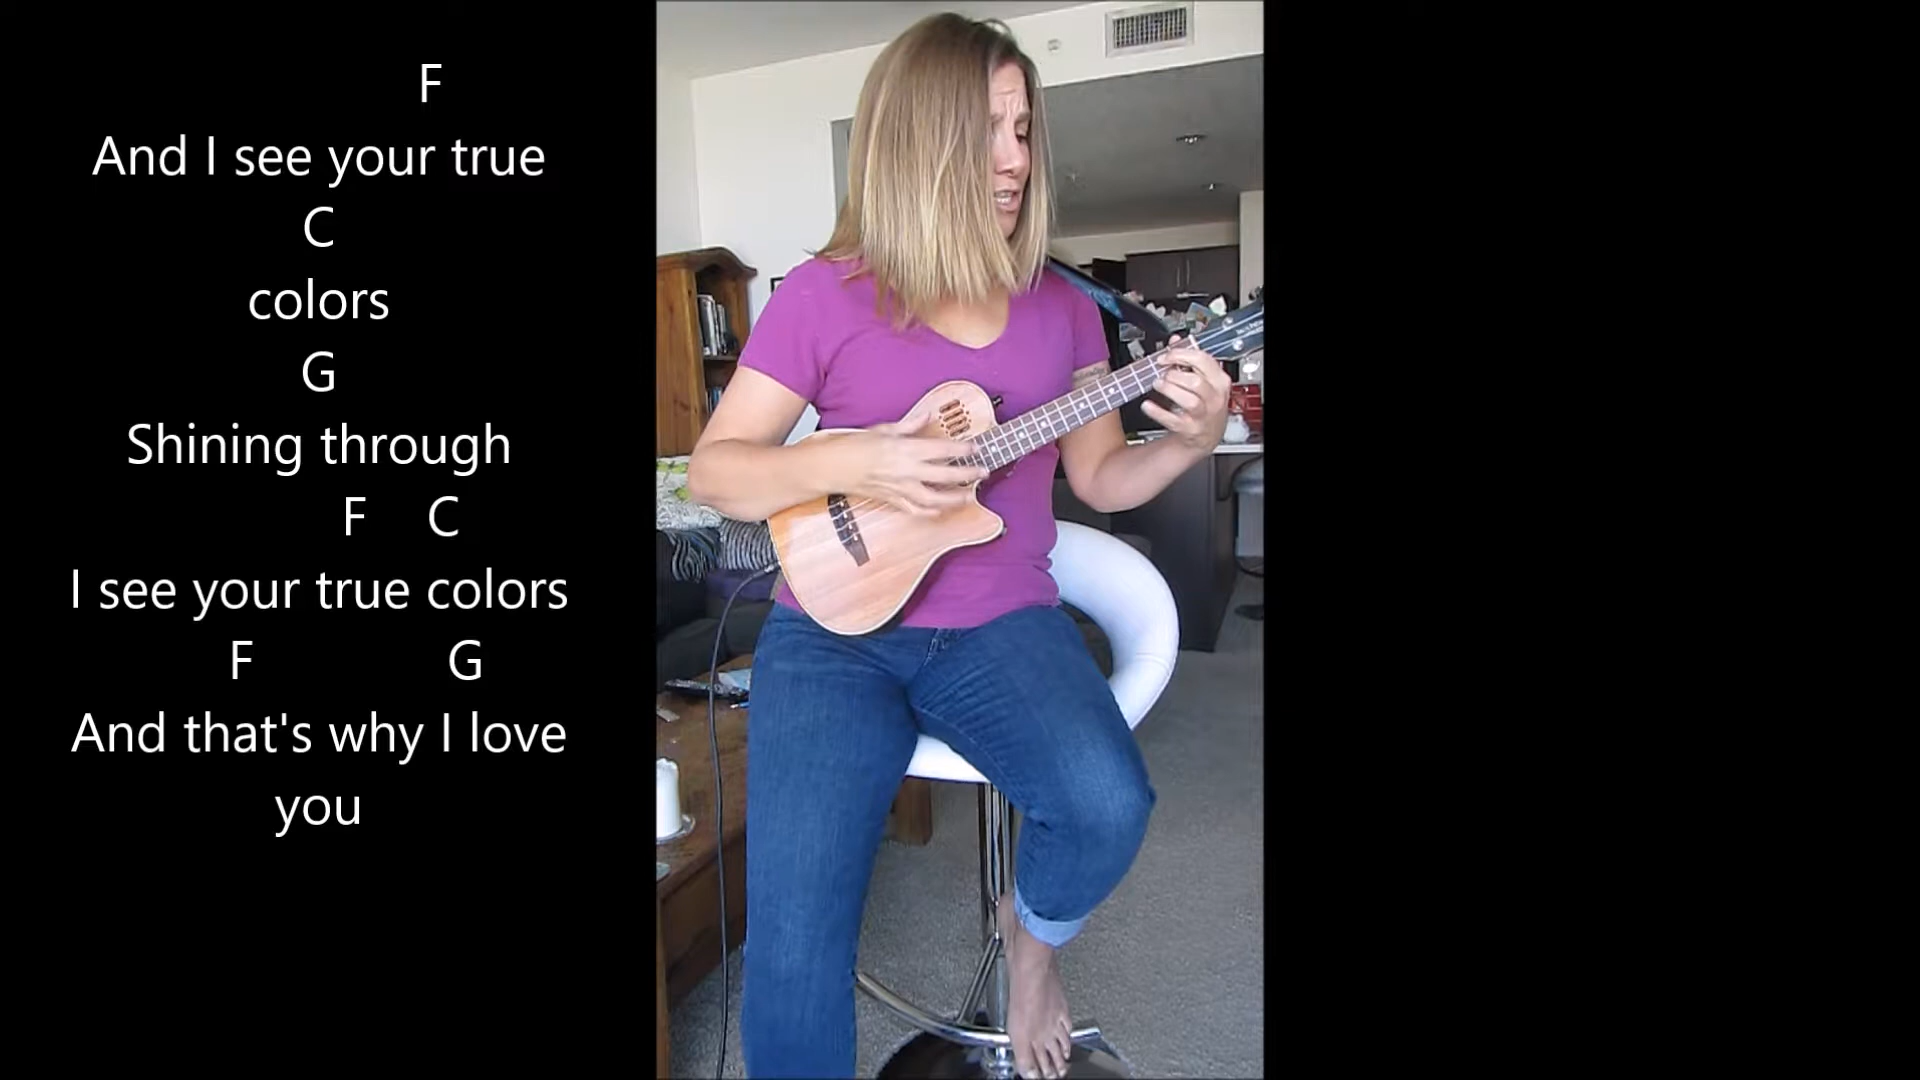 F
And I see your true
C
colors
G
Shining through
F C
I see your true colors
F G
And that's why I love
you